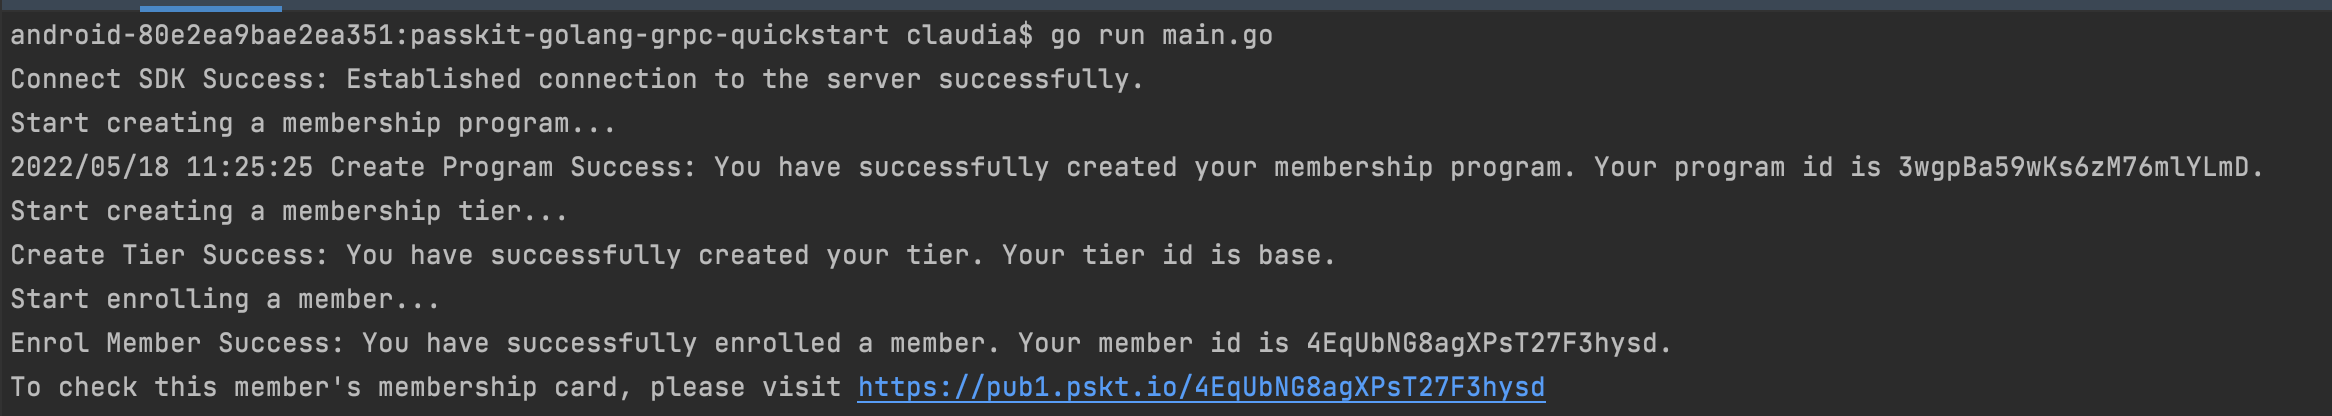 android-80e2ea9bae2ea351:passkit-golang-grpc-quickstart claudia$ go run main.go
Connect SDK Success: Established connection to the server successfully.
Start creating a membership program...
2022/05/18 11:25:25 Create Program Success: You have successfully created your membership program. Your program id is 3wgpBa59wKs6zM76mlYLmD.
Start creating a membership tier...
Create Tier Success: You have successfully created your tier. Your tier id is base.
Start enrolling a member...
Enrol Member Success: You have successfully enrolled a member. Your member id is 4EqUbNG8agXPsT27F3hysd.
To check this member's membership card, please visit https://pub1.pskt.io/4EqUbNG8agXPsT27F3hysd